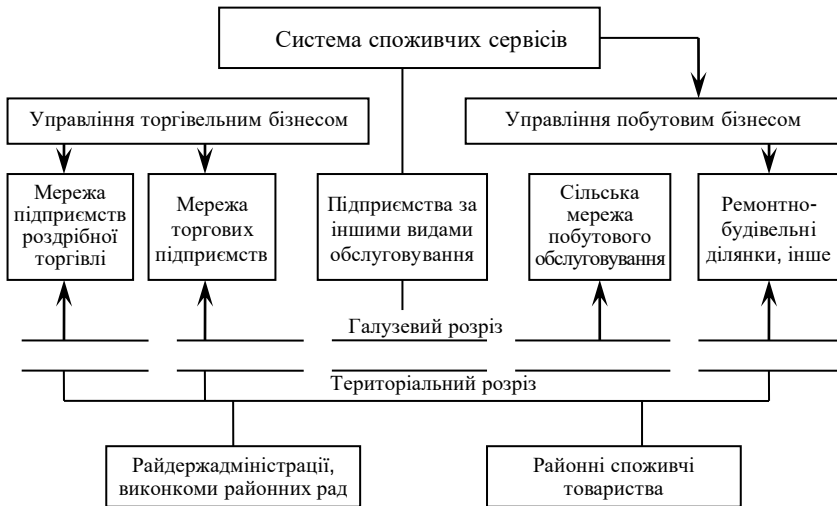 Система споживчих сервісів
Управління торгівельним бізнесом
Управління побутовим бізнесом
Мережа
підприємств
роздрібної
торгівлі
Мережа
торгових
підприємств
Підприємства за
іншими видами
обслуговування
Сільська
мережа
побутового
обслуговування
Ремонтно-
будівельні
ділянки, інше
Галузевий розріз
Територіальний розріз
Райдержадміністрації,
виконкоми районних рад
Районні споживчі
товариства